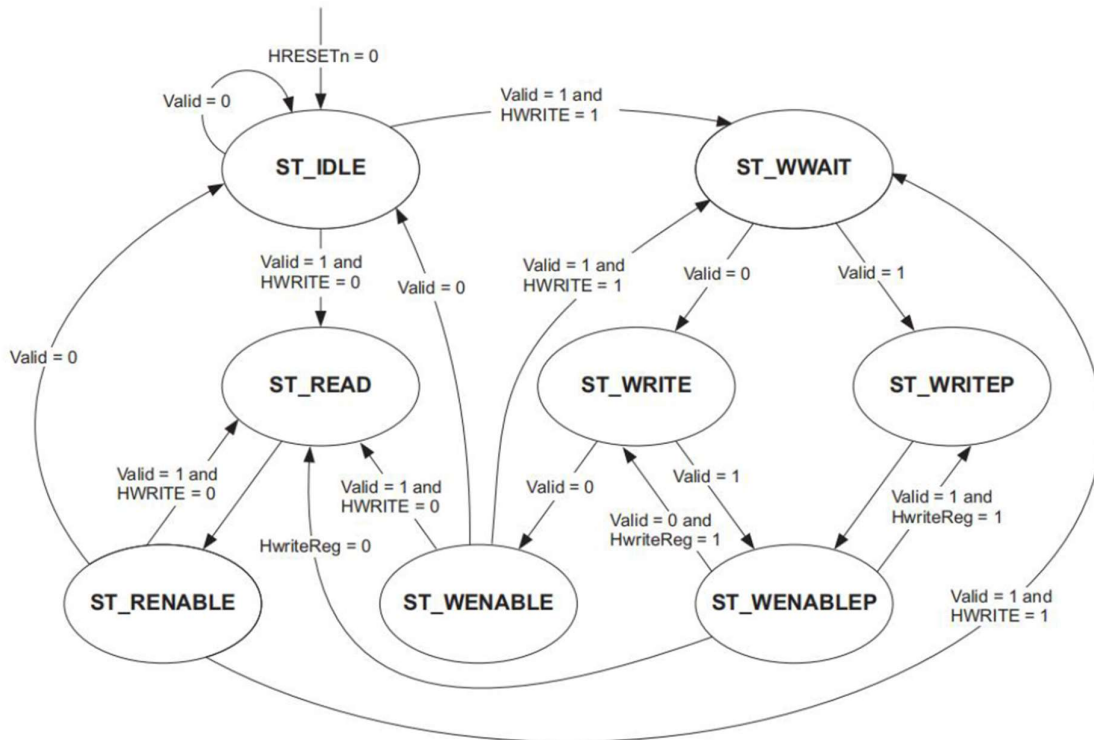 HRESETn = 0
Valid = 0
Valid = 1 and
HWRITE = 1
ST_IDLE
ST_WWAIT
Valid = 1 and
HWRITE = 0
Valid = 0
Valid = 1 and
HWRITE = 1
Valid = 0
Valid = 1
Valid = 0
ST_READ
ST_WRITE
ST_WRITEP
Valid = 1 and
HWRITE = 0
Valid = 1 and
HWRITE = 0
Valid = 0
Valid = 1
Valid = 0 and
HwriteReg = 1
Valid = 1 and
HwriteReg = 1
HwriteReg = 0
ST_RENABLE
ST_WENABLE
ST_WENABLEP
Valid = 1 and
HWRITE = 1